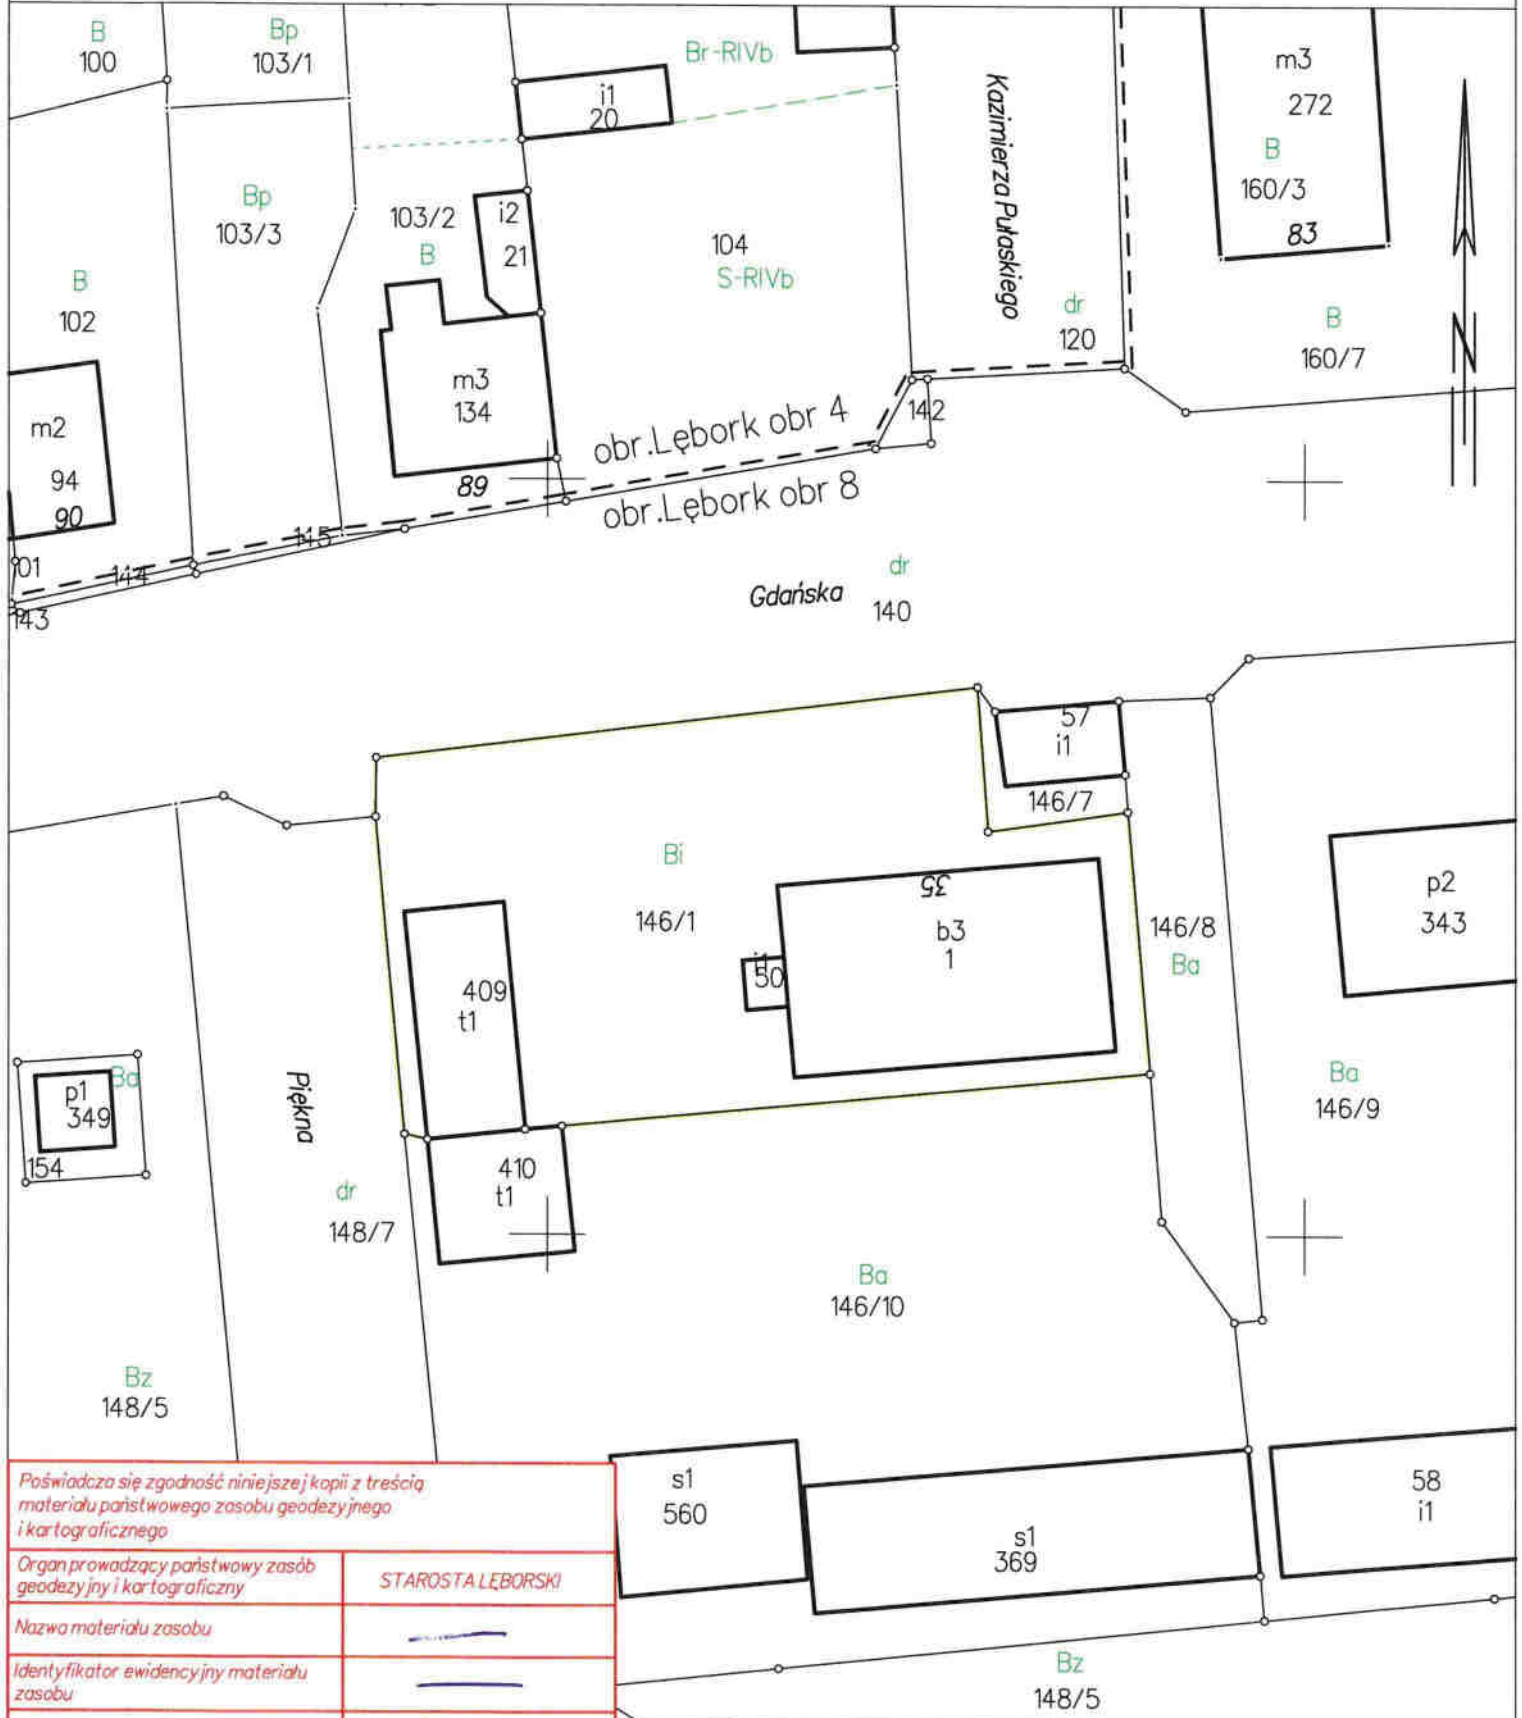 B
100
Bp
103/1
Br-RIVb
i1
20
Kazimierza Pułaskiego
m3
272
B
160/3
83
Bp
103/3
103/2
B
i2
21
104
S-RIVb
B
102
dr
120
B
160/7
N
m3
134
m2
94
90
89
142
obr.Lębork obr 4
obr.Lębork obr 8
115
144
01
143
Gdańska
dr
140
57
i1
146/7
Bi
146/1
35
b3
1
i1
50
146/8
Ba
p2
343
409
t1
Ba
p1
349
154
Piękna
dr
148/7
410
t1
Ba
146/9
Ba
146/10
Bz
148/5
s1
560
s1
369
58
i1
Bz
148/5
Poświadcza się zgodność niniejszej kopii z treścią
materiału państwowego zasobu geodezyjnego
i kartograficznego
Organ prowadzący państwowy zasób
geodezyjny i kartograficzny
STAROSTA LĘBORSKI
Nazwa materiału zasobu
Identyfikator ewidencyjny materiału
zasobu